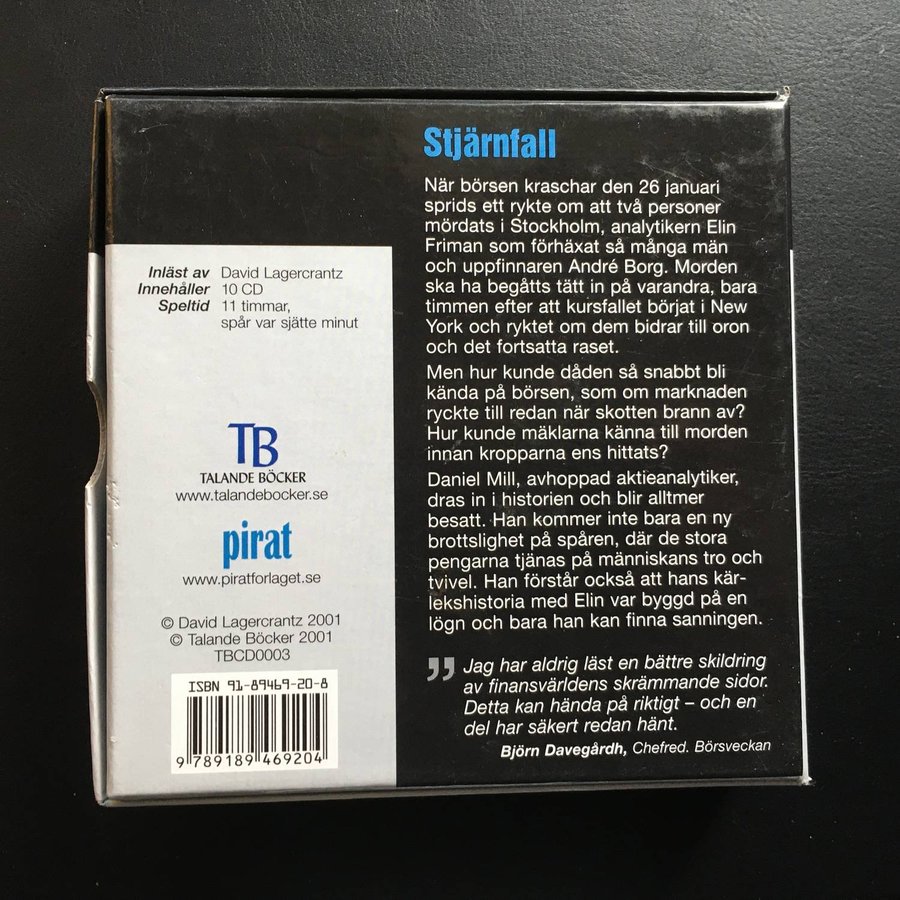 Stjärnfall
När börsen kraschar den 26 januari
sprids ett rykte om att två personer
mördats i Stockholm, analytikern Elin
Friman som förhäxat så många män
och uppfinnaren André Borg. Morden
ska ha begåtts tätt in på varandra, bara
timmen efter att kursfallet börjat i New
York och ryktet om dem bidrar till oron
och det fortsatta raset.
Men hur kunde dåden så snabbt bli
kända på börsen, som om marknaden
ryckte till redan när skotten brann av?
Hur kunde mäklarna känna till morden
innan kropparna ens hittats?
Daniel Mill, avhoppad aktieanalytiker,
dras in i historien och blir alltmer
besatt. Han kommer inte bara en ny
brottslighet på spåren, där de stora
pengarna tjänas på människans tro och
tvivel. Han förstår också att hans kär-
lekshistoria med Elin var byggd på en
lögn och bara han kan finna sanningen.
” Jag har aldrig läst en bättre skildring
av finansvärldens skrämmande sidor.
Detta kan hända på riktigt – och en
del har säkert redan hänt.
Björn Davegårdh, Chefred. Börsveckan
Inläst av David Lagercrantz
Innehåller 10 CD
Speltid 11 timmar,
spår var sjätte minut
TB
TALANDE BÖCKER
www.talandebocker.se
pirat
www.piratforlaget.se
© David Lagercrantz 2001
© Talande Böcker 2001
TBCD0003
ISBN 91-89469-20-8
9 789189 469204